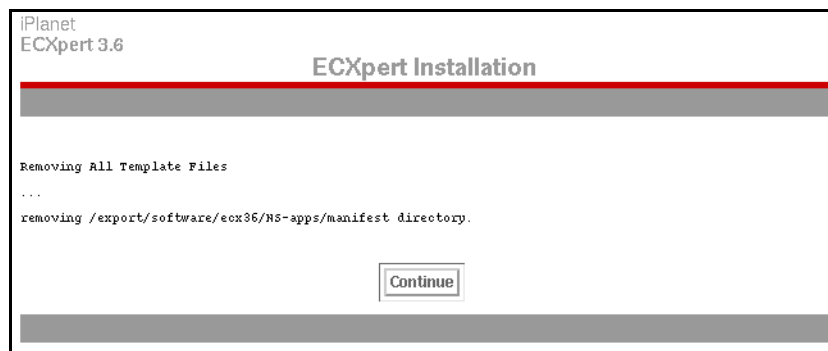 iPlanet
ECXpert 3.6
ECXpert Installation
Removing All Template Files
...
removing /export/software/ecx36/NS-apps/manifest directory.
Continue